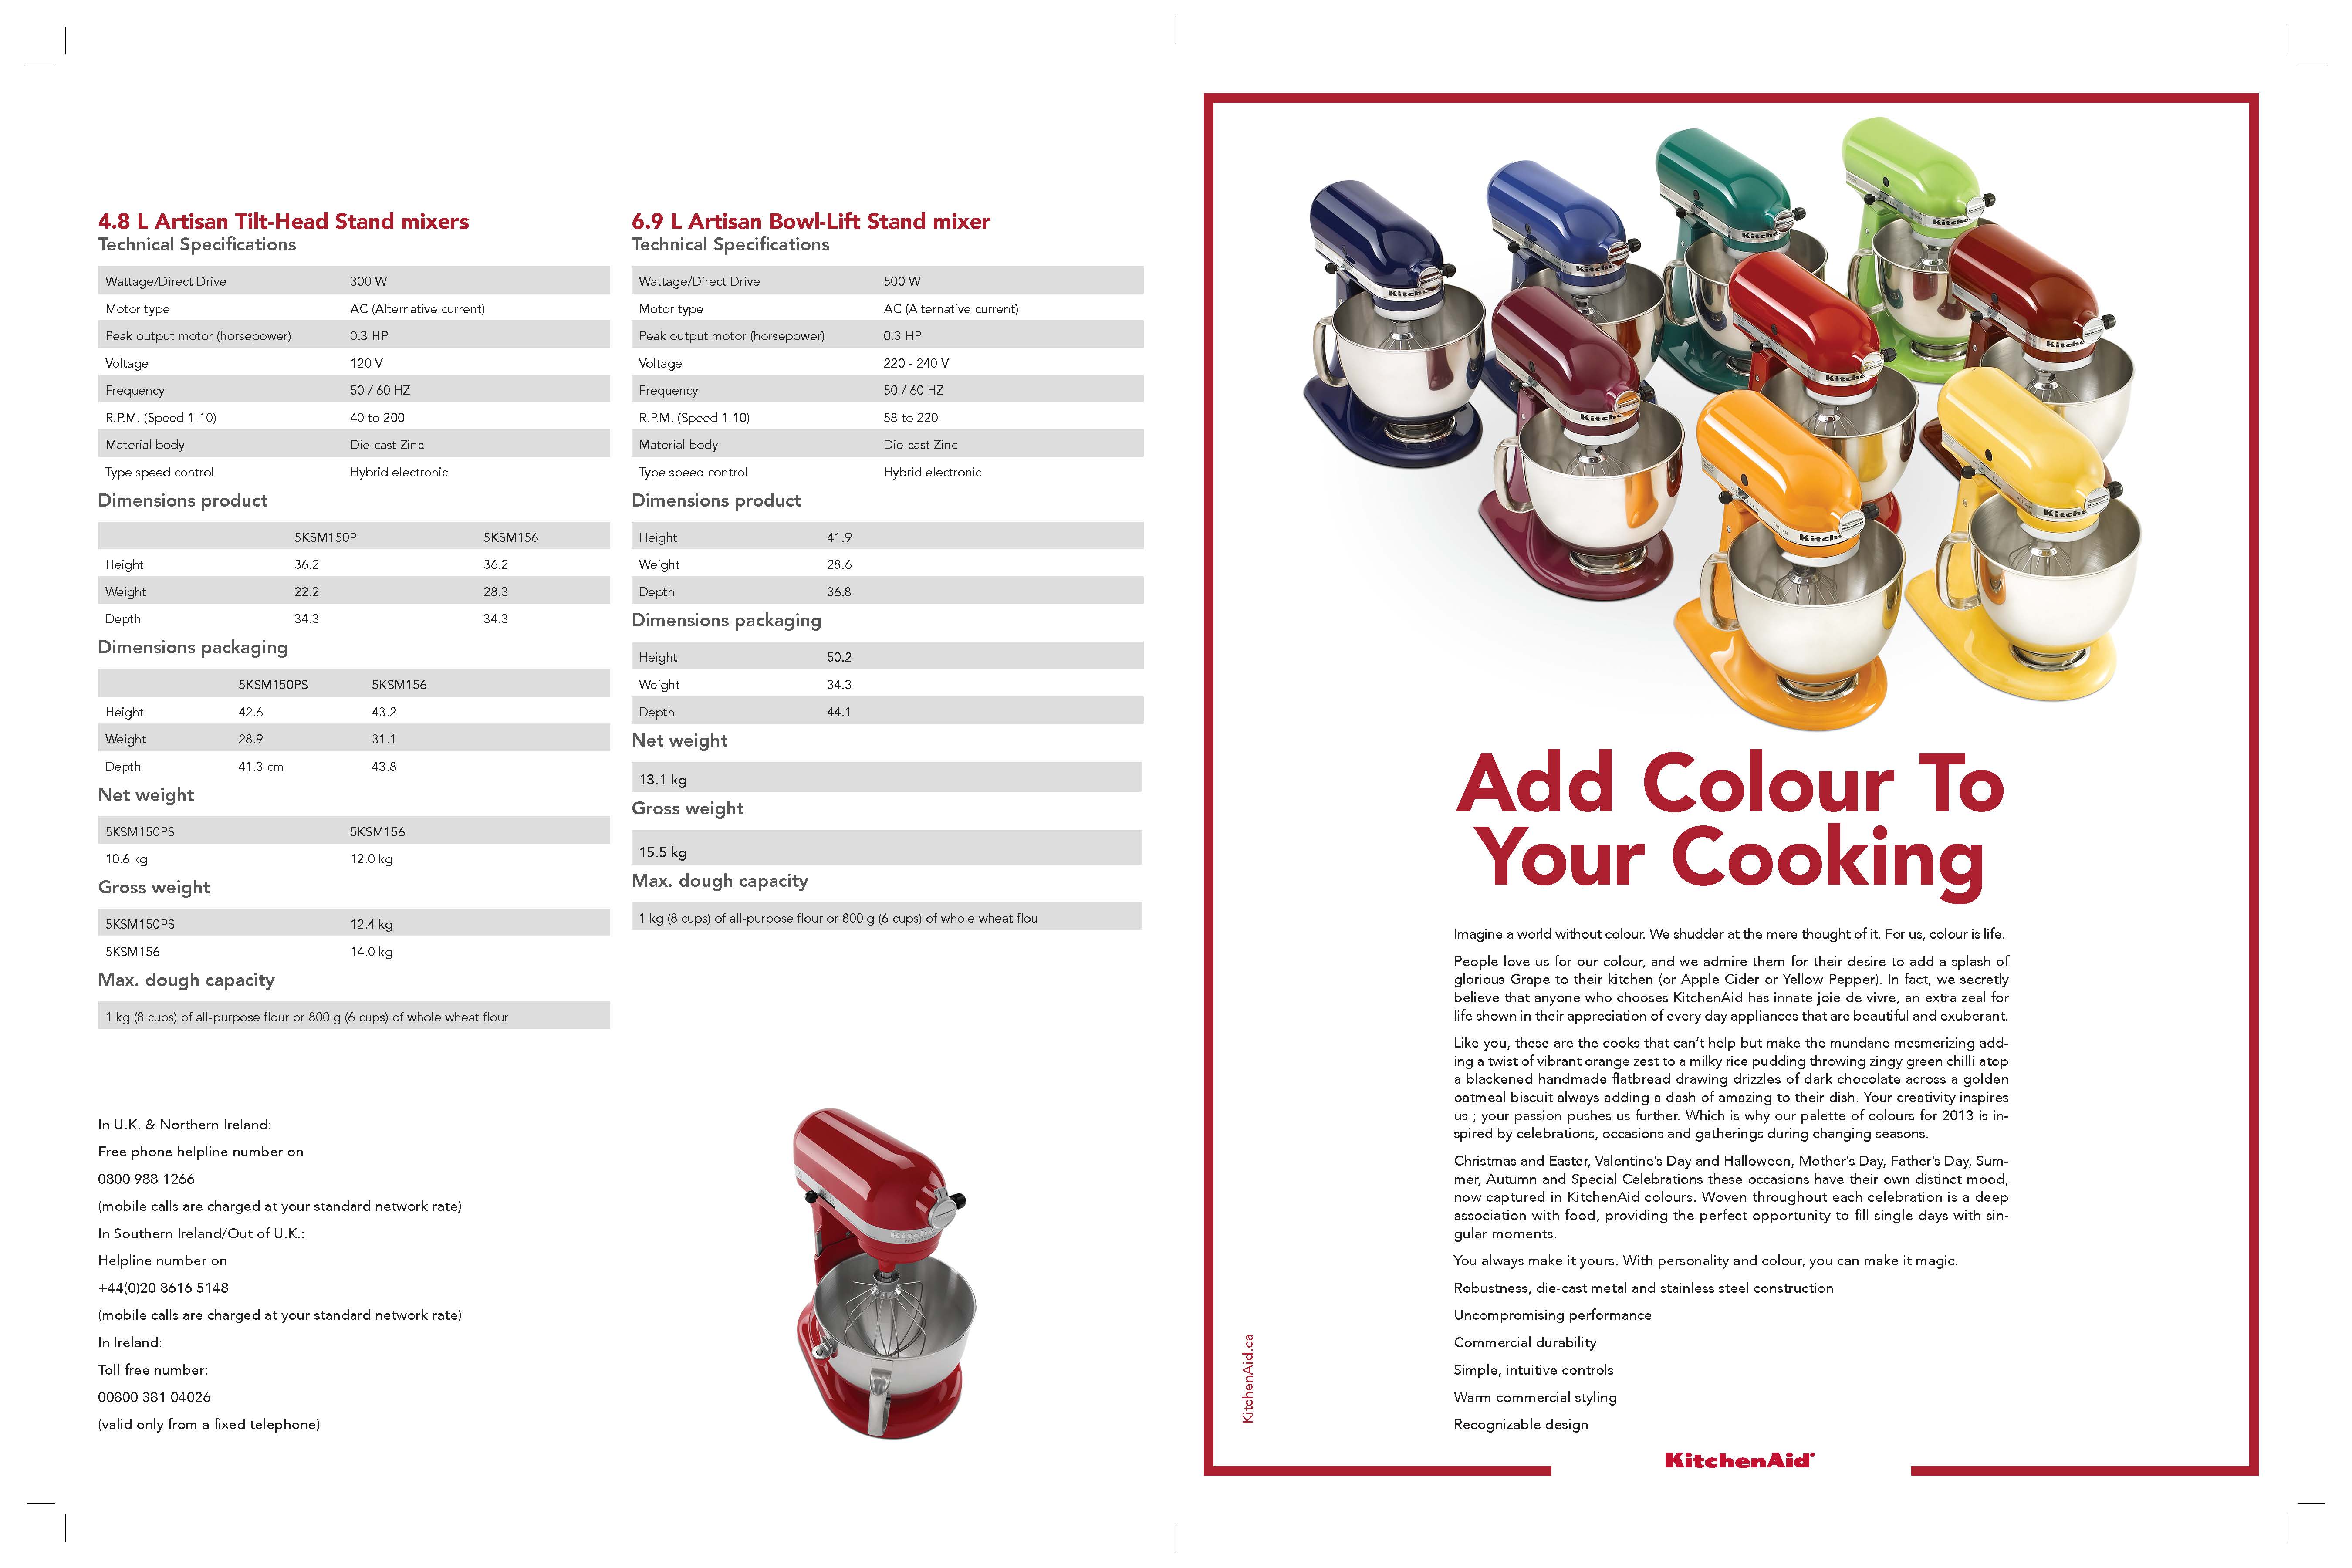 4.8 L Artisan Tilt-Head Stand mixers
Technical Specifications
Wattage/Direct Drive 300 W
Motor type AC (Alternative current)
Peak output motor (horsepower) 0.3 HP
Voltage 120 V
Frequency 50 / 60 HZ
R.P.M. (Speed 1-10) 40 to 200
Material body Die-cast Zinc
Type speed control Hybrid electronic
Dimensions product
5KSM150P 5KSM156
Height 36.2 36.2
Weight 22.2 28.3
Depth 34.3 34.3
Dimensions packaging
5KSM150PS 5KSM156
Height 42.6 43.2
Weight 28.9 31.1
Depth 41.3 cm 43.8
Net weight
5KSM150PS 5KSM156
10.6 kg 12.0 kg
Gross weight
5KSM150PS 12.4 kg
5KSM156 14.0 kg
Max. dough capacity
1 kg (8 cups) of all-purpose flour or 800 g (6 cups) of whole wheat flour
In U.K. & Northern Ireland:
Free phone helpline number on
0800 988 1266
(mobile calls are charged at your standard network rate)
In Southern Ireland/Out of U.K.:
Helpline number on
+44(0)20 8616 5148
(mobile calls are charged at your standard network rate)
In Ireland:
Toll free number:
00800 381 04026
(valid only from a fixed telephone)
6.9 L Artisan Bowl-Lift Stand mixer
Technical Specifications
Wattage/Direct Drive 500 W
Motor type AC (Alternative current)
Peak output motor (horsepower) 0.3 HP
Voltage 220 - 240 V
Frequency 50 / 60 HZ
R.P.M. (Speed 1-10) 58 to 220
Material body Die-cast Zinc
Type speed control Hybrid electronic
Dimensions product
Height 41.9
Weight 28.6
Depth 36.8
Dimensions packaging
Height 50.2
Weight 34.3
Depth 44.1
Net weight
13.1 kg
Gross weight
15.5 kg
Max. dough capacity
1 kg (8 cups) of all-purpose flour or 800 g (6 cups) of whole wheat flou
Kitche
Kitche
Kitche
Kitche
Kitche
Kitche
Kitche
Kitche
Kitche
Add Colour To
Your Cooking
Imagine a world without colour. We shudder at the mere thought of it. For us, colour is life.
People love us for our colour, and we admire them for their desire to add a splash of
glorious Grape to their kitchen (or Apple Cider or Yellow Pepper). In fact, we secretly
believe that anyone who chooses KitchenAid has innate joie de vivre, an extra zeal for
life shown in their appreciation of every day appliances that are beautiful and exuberant.
Like you, these are the cooks that can't help but make the mundane mesmerizing add-
ing a twist of vibrant orange zest to a milky rice pudding throwing zingy green chilli atop
a blackened handmade flatbread drawing drizzles of dark chocolate across a golden
oatmeal biscuit always adding a dash of amazing to their dish. Your creativity inspires
us ; your passion pushes us further. Which is why our palette of colours for 2013 is in-
spired by celebrations, occasions and gatherings during changing seasons.
Christmas and Easter, Valentine's Day and Halloween, Mother's Day, Father's Day, Sum-
mer, Autumn and Special Celebrations these occasions have their own distinct mood,
now captured in KitchenAid colours. Woven throughout each celebration is a deep
association with food, providing the perfect opportunity to fill single days with sin-
gular moments.
You always make it yours. With personality and colour, you can make it magic.
Robustness, die-cast metal and stainless steel construction
Uncompromising performance
Commercial durability
Simple, intuitive controls
Warm commercial styling
Recognizable design
KitchenAid.ca
KitchenAid®